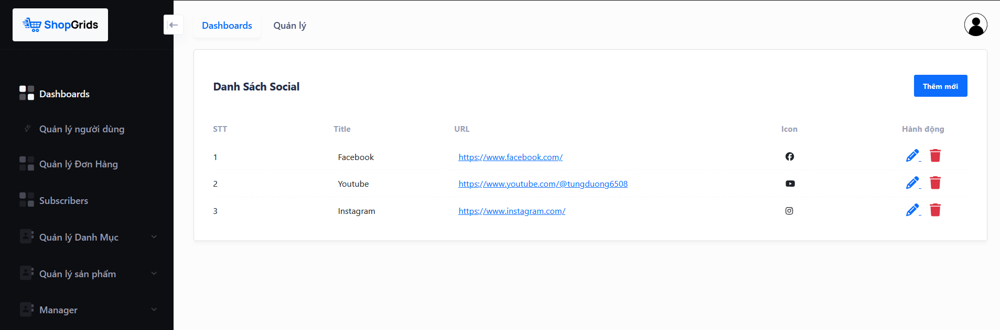 ShopGrids
Dashboards Quản lý
Dashboards
Quản lý người dùng
Quản lý Đơn Hàng
Subscribers
Quản lý Danh Mục
Quản lý sản phẩm
Manager
Danh Sách Social Thêm mới
STT Title URL Icon Hành động
1 Facebook https://www.facebook.com/
2 Youtube https://www.youtube.com/@tungduong6508
3 Instagram https://www.instagram.com/